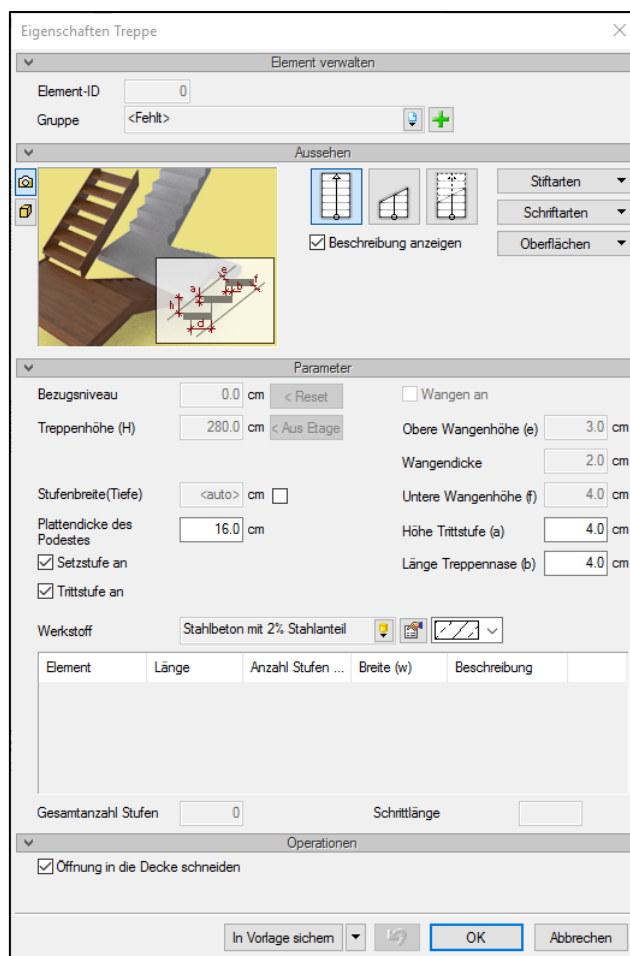 Eigenschaften Treppe
Element verwalten
Element-ID 0
Gruppe <Fehlt>
Aussehen
Stiftarten
Schriftarten
Beschreibung anzeigen Oberflächen
e
a f
b
h
d
Parameter
Bezugsniveau 0.0 cm < Reset Wangen an
Treppenhöhe (H) 280.0 cm < Aus Etage Obere Wangenhöhe (e) 3.0 cm
Wangendicke 2.0 cm
Stufenbreite(Tiefe) <auto> cm Untere Wangenhöhe (f) 4.0 cm
Plattendicke des
Podestes 16.0 cm Höhe Trittstufe (a) 4.0 cm
Setzstufe an Länge Treppennase (b) 4.0 cm
Trittstufe an
Werkstoff Stahlbeton mit 2% Stahlanteil
Element Länge Anzahl Stufen ... Breite (w) Beschreibung
Gesamtanzahl Stufen 0 Schrittlänge
Operationen
Öffnung in die Decke schneiden
In Vorlage sichern OK Abbrechen